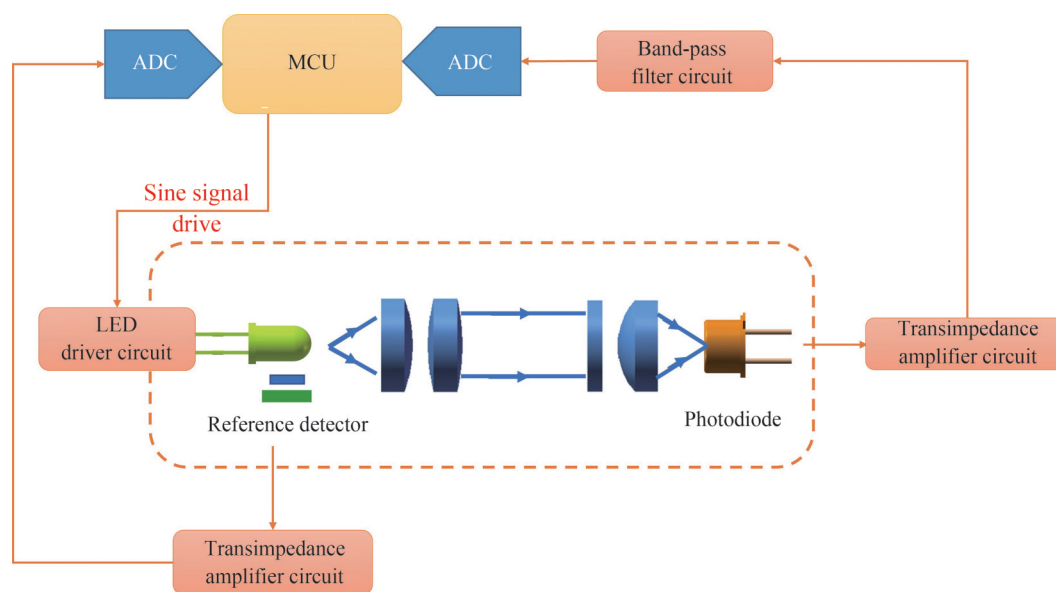 ADC
MCU
ADC
Band-pass
filter circuit
Sine signal
drive
LED
driver circuit
Reference detector
Photodiode
Transimpedance
amplifier circuit
Transimpedance
amplifier circuit